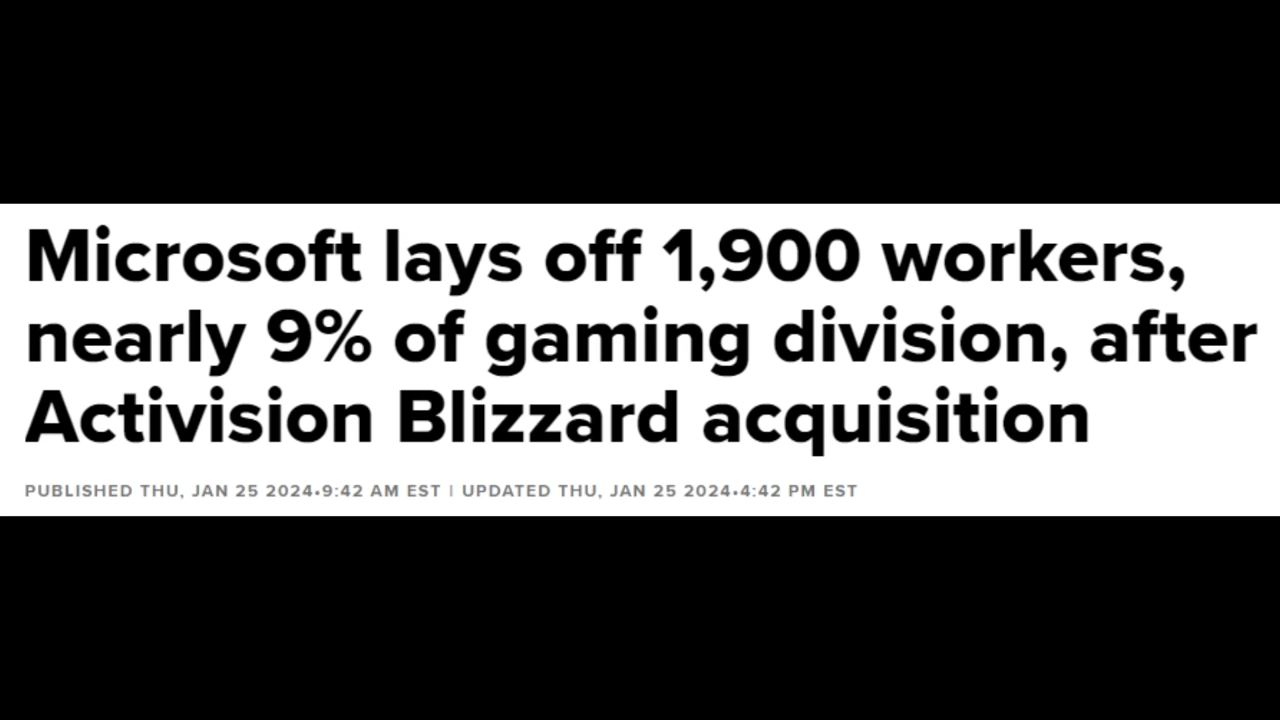 Microsoft lays off 1,900 workers,
nearly 9% of gaming division, after
Activision Blizzard acquisition
PUBLISHED THU, JAN 25 2024•9:42 AM EST | UPDATED THU, JAN 25 2024•4:42 PM EST